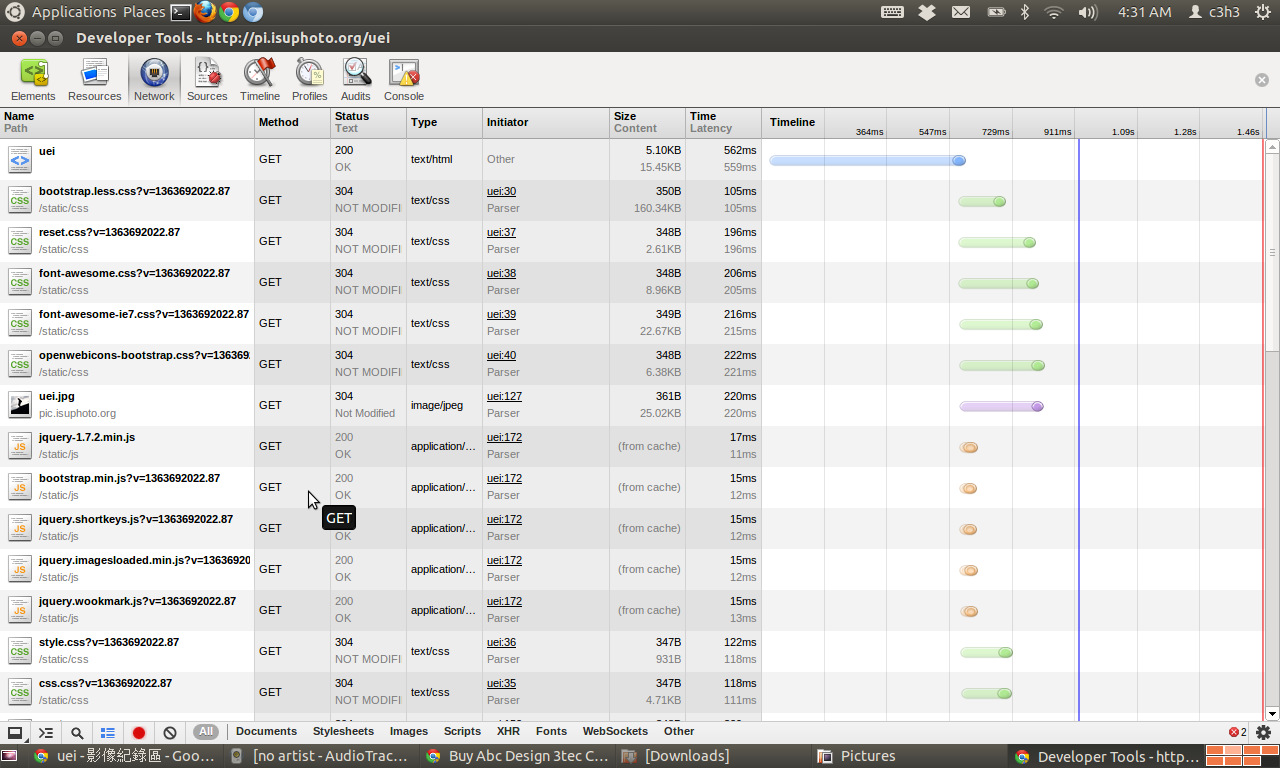 Applications Places 4:31 AM c3h3
Developer Tools - http://pi.isuphoto.org/uei
Elements Resources Network Sources Timeline Profiles Audits Console
Name Path Method Status Text Type Initiator Size Content Time Latency Timeline 364ms 547ms 729ms 911ms 1.09s 1.28s 1.46s
uei GET 200 OK text/html Other 5.10KB 15.45KB 562ms 559ms
bootstrap.less.css?v=1363692022.87 /static/css GET 304 NOT MODIFI text/css uei:30 Parser 350B 160.34KB 105ms 105ms
reset.css?v=1363692022.87 /static/css GET 304 NOT MODIFI text/css uei:37 Parser 348B 2.61KB 196ms 196ms
font-awesome.css?v=1363692022.87 /static/css GET 304 NOT MODIFI text/css uei:38 Parser 348B 8.96KB 206ms 205ms
font-awesome-ie7.css?v=1363692022.87 /static/css GET 304 NOT MODIFI text/css uei:39 Parser 349B 22.67KB 216ms 215ms
openwebicons-bootstrap.css?v=136369 /static/css GET 304 NOT MODIFI text/css uei:40 Parser 348B 6.38KB 222ms 221ms
uei.jpg pic.isuphoto.org GET 304 Not Modified image/jpeg uei:127 Parser 361B 25.02KB 220ms 220ms
jquery-1.7.2.min.js /static/js GET 200 OK application/... uei:172 Parser (from cache) 17ms 11ms
bootstrap.min.js?v=1363692022.87 /static/js GET 200 OK application/... uei:172 Parser (from cache) 15ms 12ms
GET
jquery.shortkeys.js?v=1363692022.87 /static/js GET OK application/... uei:172 Parser (from cache) 15ms 12ms
jquery.imagesloaded.min.js?v=13636920 /static/js GET 200 OK application/... uei:172 Parser (from cache) 15ms 12ms
jquery.wookmark.js?v=1363692022.87 /static/js GET 200 OK application/... uei:172 Parser (from cache) 15ms 13ms
style.css?v=1363692022.87 /static/css GET 304 NOT MODIFI text/css uei:36 Parser 347B 931B 122ms 118ms
css.css?v=1363692022.87 /static/css GET 304 NOT MODIFI text/css uei:35 Parser 347B 4.71KB 118ms 111ms
All Documents Stylesheets Images Scripts XHR Fonts WebSockets Other 2
uei - 影像紀錄區 - Goo... [no artist - AudioTrac... Buy Abc Design 3tec C... [Downloads] Pictures Developer Tools - http...